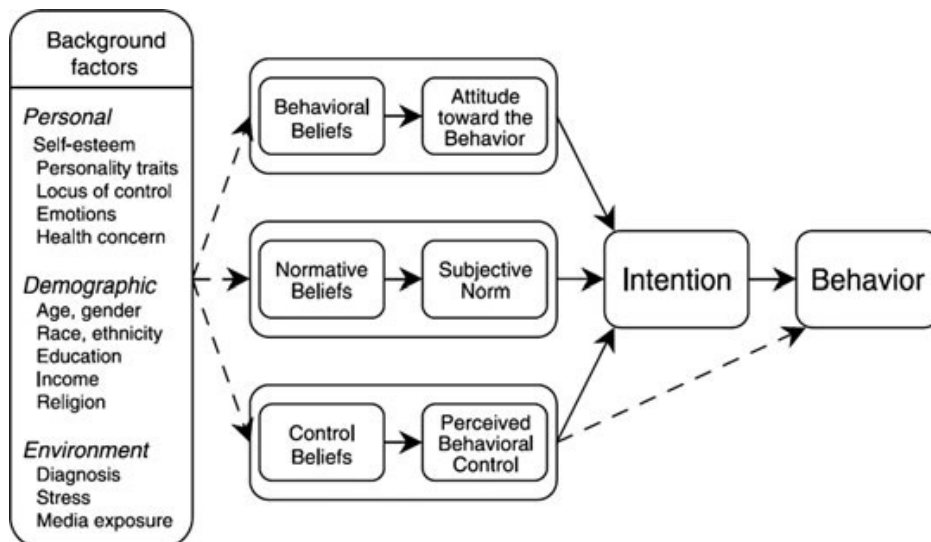 Background
factors
Personal
Self-esteem
Personality traits
Locus of control
Emotions
Health concern
Demographic
Age, gender
Race, ethnicity
Education
Income
Religion
Environment
Diagnosis
Stress
Media exposure
Behavioral
Beliefs
Attitude
toward the
Behavior
Normative
Beliefs
Subjective
Norm
Control
Beliefs
Perceived
Behavioral
Control
Intention
Behavior